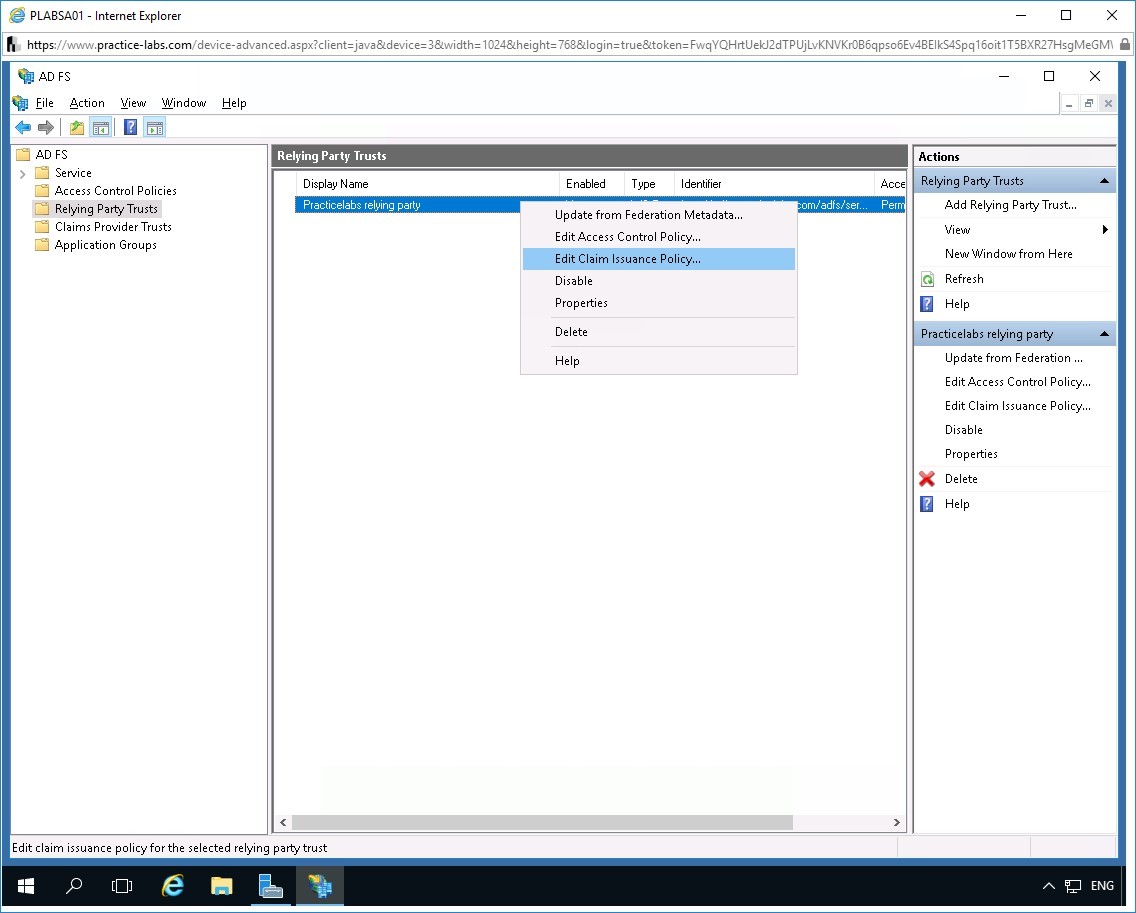 PLABSA01 - Internet Explorer
https://www.practice-labs.com/device-advanced.aspx?client=java&device=3&width=1024&height=768&login=true&token=
AD FS
File Action View Window Help
AD FS
Service
Access Control Policies
Relying Party Trusts
Claims Provider Trusts
Application Groups
Relying Party Trusts
Display Name Enabled Type Identifier Acce
Practicelabs relying party com/adfs/ser... Perm
Update from Federation Metadata...
Edit Access Control Policy...
Edit Claim Issuance Policy...
Disable
Properties
Delete
Help
Actions
Relying Party Trusts
Add Relying Party Trust...
View
New Window from Here
Refresh
Help
Practicelabs relying party
Update from Federation ...
Edit Access Control Policy...
Edit Claim Issuance Policy...
Disable
Properties
Delete
Help
Edit claim issuance policy for the selected relying party trust
ENG